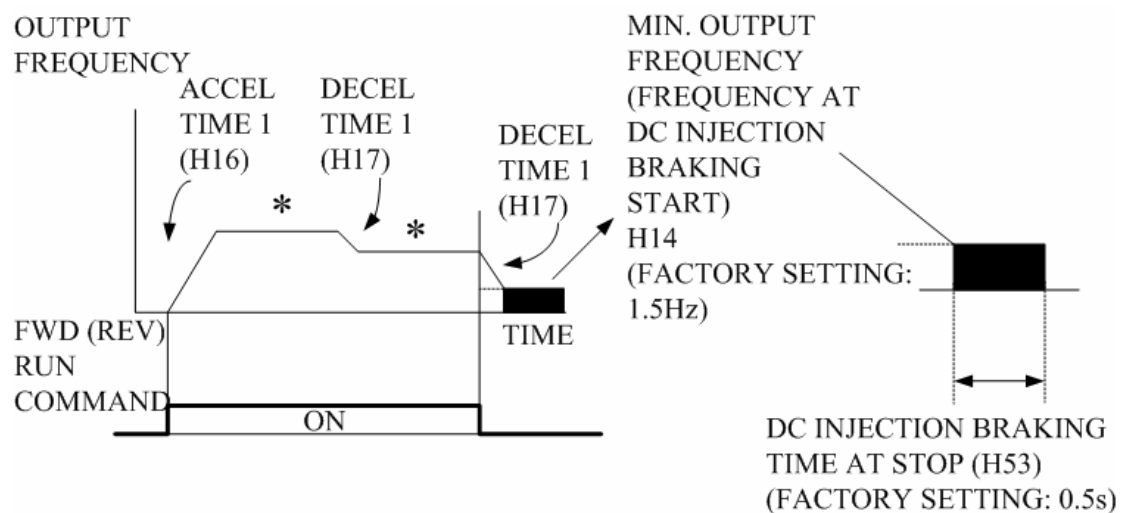 OUTPUT
FREQUENCY
ACCEL
TIME 1
(H16)
DECEL
TIME 1
(H17)
DECEL
TIME 1
(H17)
*
*
TIME
FWD (REV)
RUN
COMMAND
ON
MIN. OUTPUT
FREQUENCY
(FREQUENCY AT
DC INJECTION
BRAKING
START)
H14
(FACTORY SETTING:
1.5Hz)
DC INJECTION BRAKING
TIME AT STOP (H53)
(FACTORY SETTING: 0.5s)